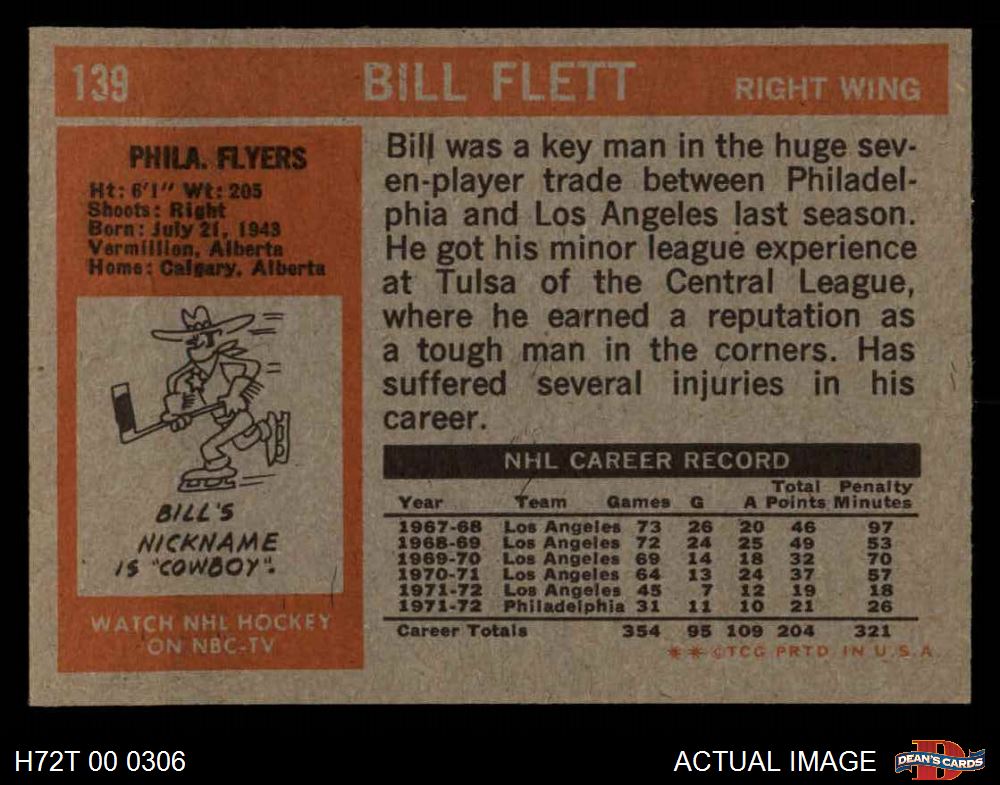 139 BILL FLETT RIGHT WING
PHILA. FLYERS
Ht: 6'1" Wt: 205
Shoots: Right
Born: July 21, 1943
Vermillion, Alberta
Home: Calgary, Alberta
BILL'S
NICKNAME
IS "COWBOY".
WATCH NHL HOCKEY
ON NBC-TV
Bill was a key man in the huge sev-
en-player trade between Philadel-
phia and Los Angeles last season.
He got his minor league experience
at Tulsa of the Central League,
where he earned a reputation as
a tough man in the corners. Has
suffered several injuries in his
career.
NHL CAREER RECORD
Year Team Games G A Total Points Penalty Minutes
1967-68 Los Angeles 73 26 20 46 97
1968-69 Los Angeles 72 24 25 49 53
1969-70 Los Angeles 69 14 18 32 70
1970-71 Los Angeles 64 13 24 37 57
1971-72 Los Angeles 45 7 12 19 18
1971-72 Philadelphia 31 11 10 21 26
Career Totals 354 95 109 204 321
* * ©TCG PRTD. IN U.S.A.
H72T 00 0306
ACTUAL IMAGE
DEAN'S CARDS